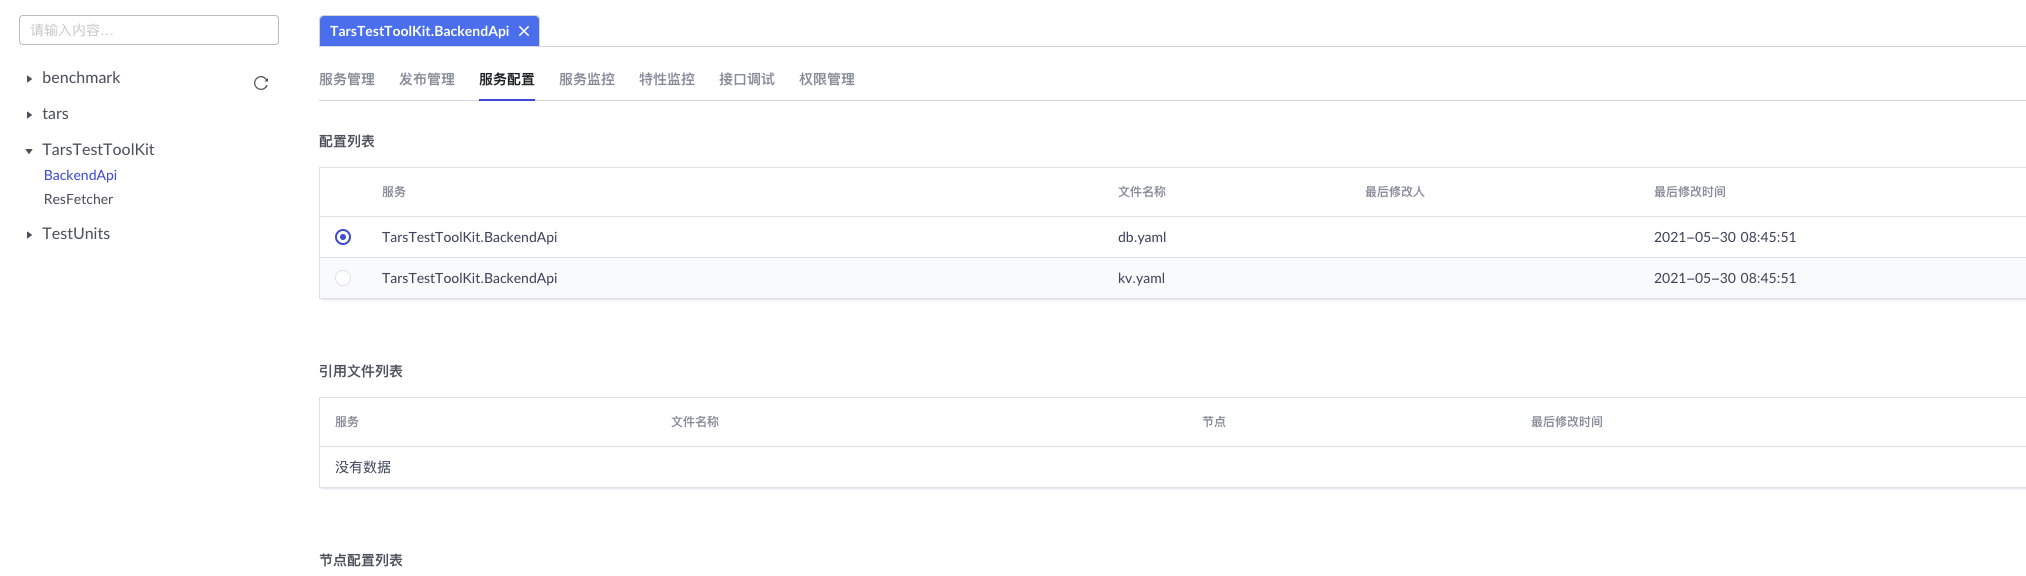 请输入内容...
benchmark
tars
TarsTestToolKit
BackendApi
ResFetcher
TestUnits
TarsTestToolKit.BackendApi
服务管理 发布管理 服务配置 服务监控 特性监控 接口调试 权限管理
配置列表
服务 文件名称 最后修改人 最后修改时间
TarsTestToolKit.BackendApi db.yaml 2021-05-30 08:45:51
TarsTestToolKit.BackendApi kv.yaml 2021-05-30 08:45:51
引用文件列表
服务 文件名称 节点 最后修改时间
没有数据
节点配置列表